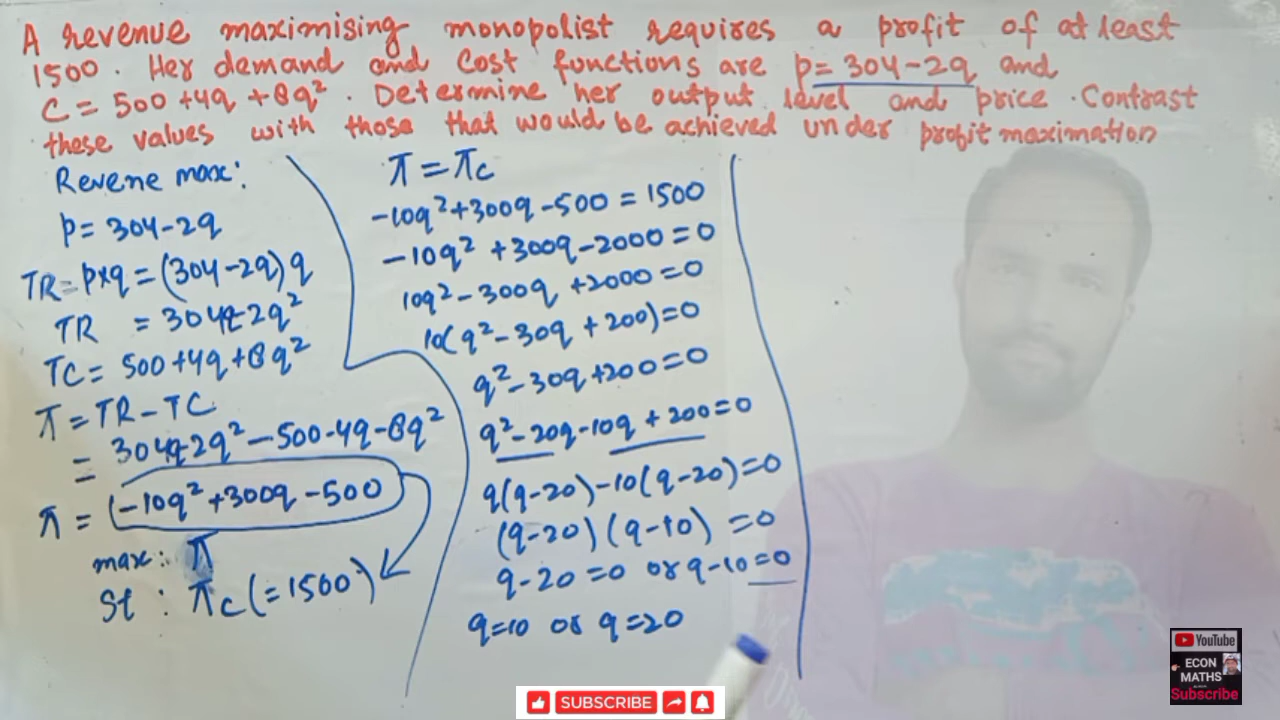 A revenue maximising monopolist requires a profit of at least
1500. Her demand and cost functions are p=304-2q and
C = 500+4q+8q². Determine her output level and price. Contrast
these values with those that would be achieved under profit maximation
Revene max:
p=304-2q
TR=p×q=(304-2q)q
TR =304q-2q²
TC=500+4q+8q²
π=TR-TC
=304q-2q²-500-4q-8q²
π=(-10q²+300q-500
max: π
St : πc(=1500)
π=πc
-10q²+300q-500=1500
-10q²+300q-2000=0
10q²-300q+2000=0
10(q²-30q+200)=0
q²-30q+200=0
q²-20q-10q+200=0
q(q-20)-10(q-20)=0
(q-20)(q-10)=0
q-20=0 or q-10=0
q=10 or q=20
YouTube
ECON
MATHS
Subscribe
SUBSCRIBE